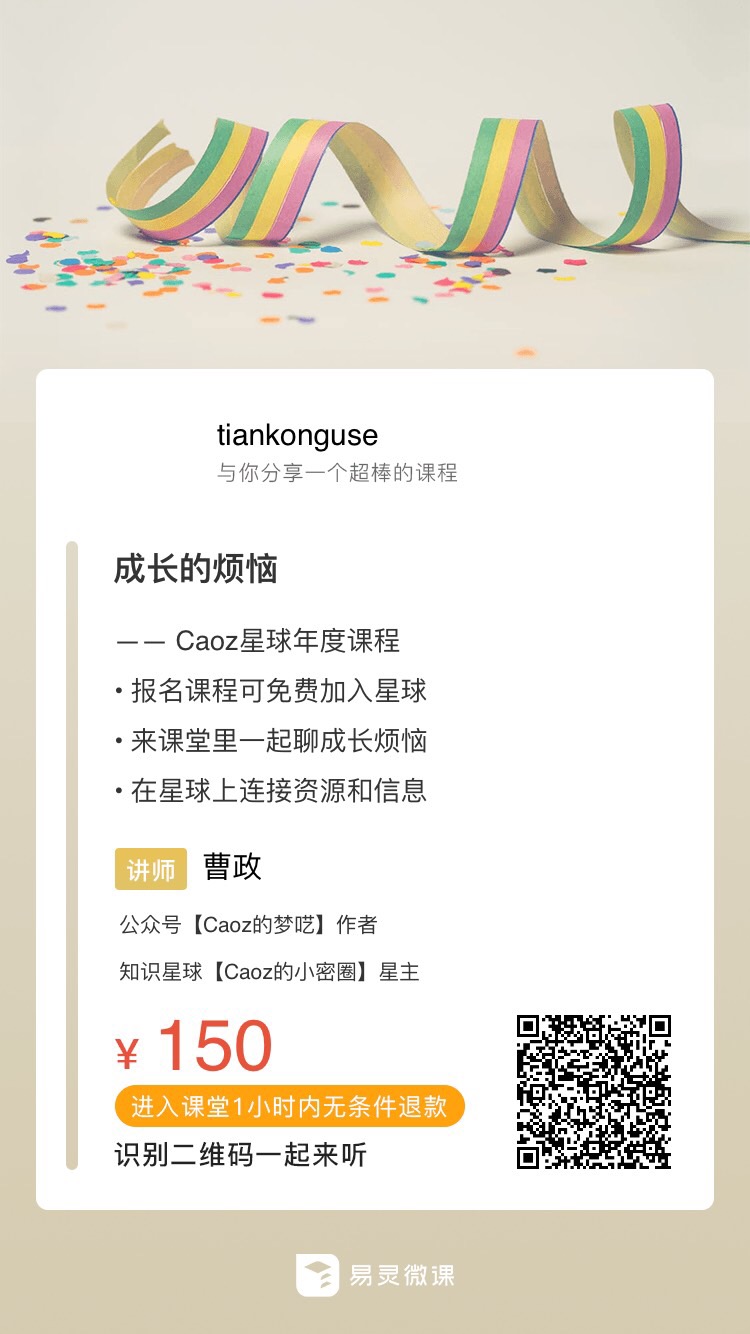 tiankonguse
与你分享一个超棒的课程
成长的烦恼
—— Caoz星球年度课程
• 报名课程可免费加入星球
• 来课堂里一起聊成长烦恼
• 在星球上连接资源和信息
讲师 曹政
公众号【Caoz的梦呓】作者
知识星球【Caoz的小密圈】星主
¥ 150
进入课堂1小时内无条件退款
识别二维码一起来听
易灵微课